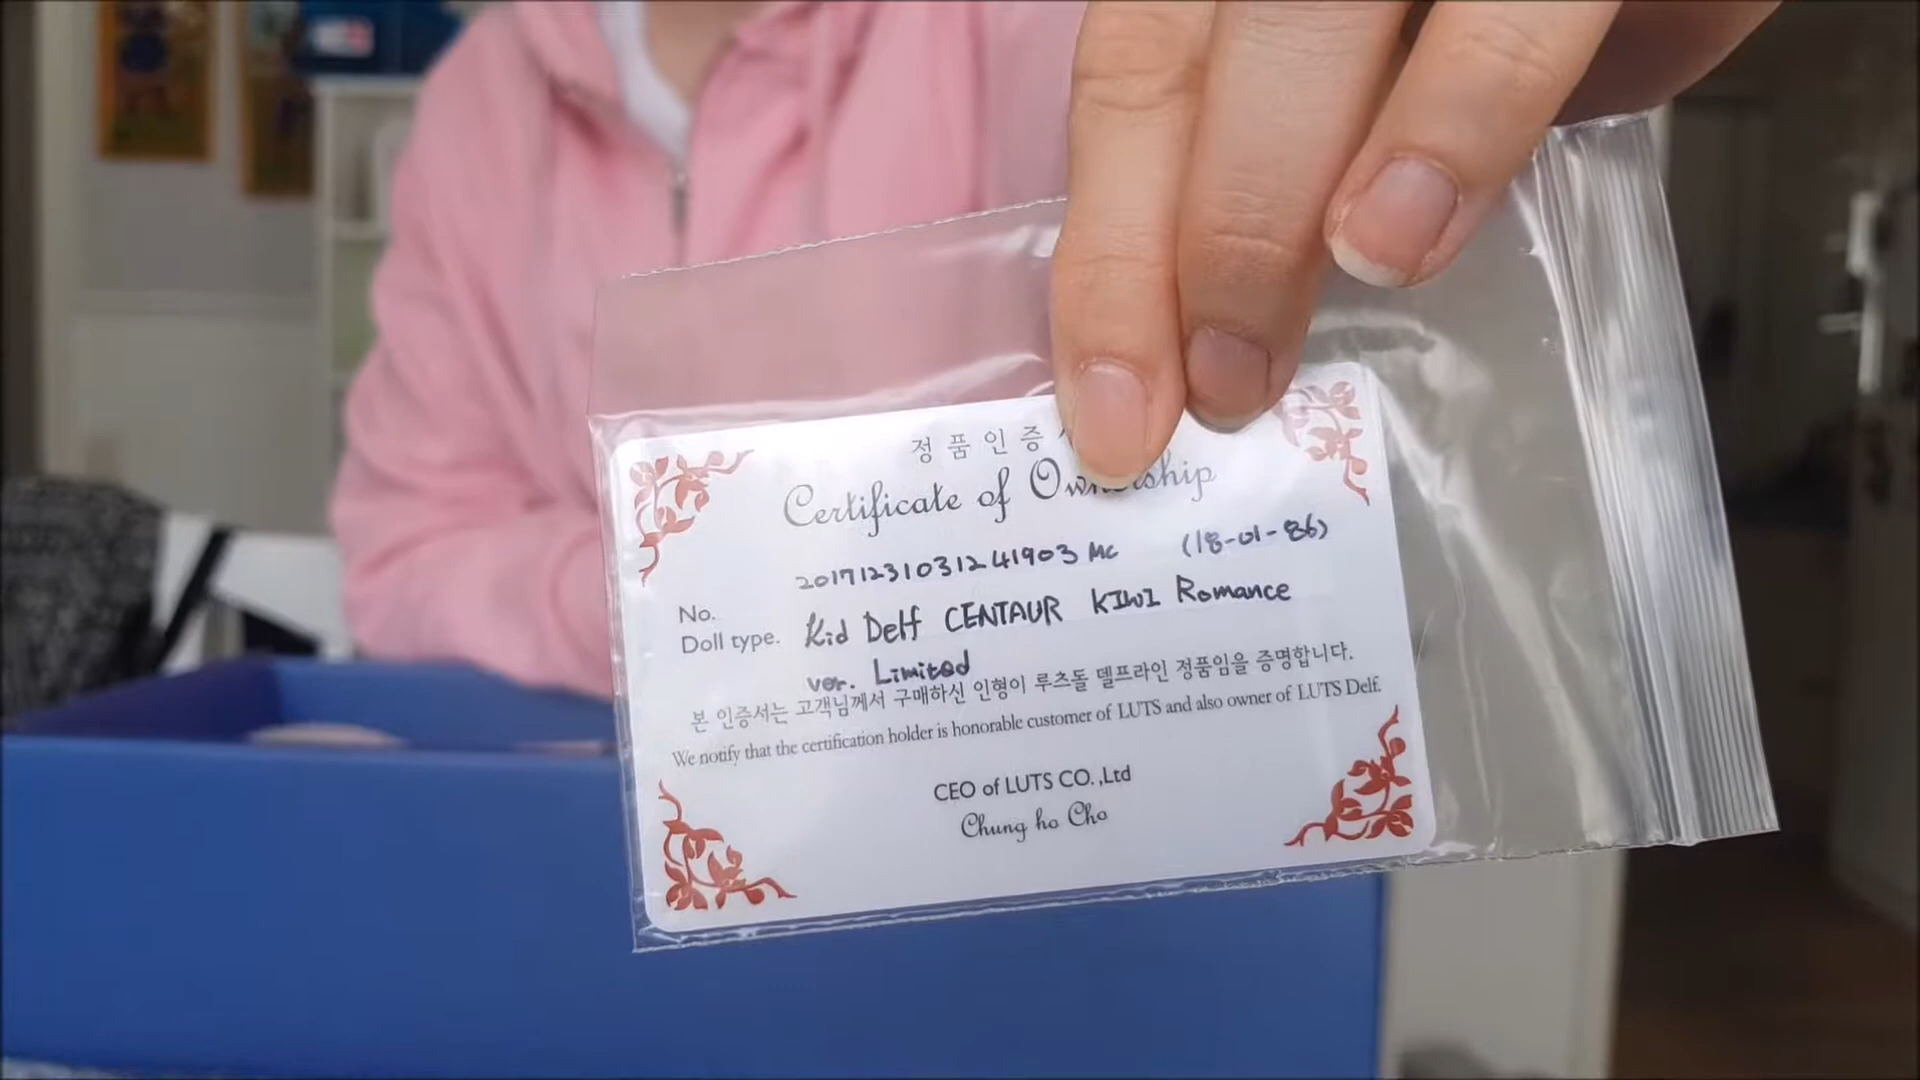 정품인증
Certificate of Ownership
No. 20171231031241903 MC (18-01-86)
Doll type. Kid Delf CENTAUR KIWI Romance
ver. Limited
본 인증서는 고객님께서 구매하신 인형이 루츠돌 델프라인 정품임을 증명합니다.
We notify that the certification holder is honorable customer of LUTS and also owner of LUTS Delf.
CEO of LUTS CO.,Ltd
Chung ho Cho